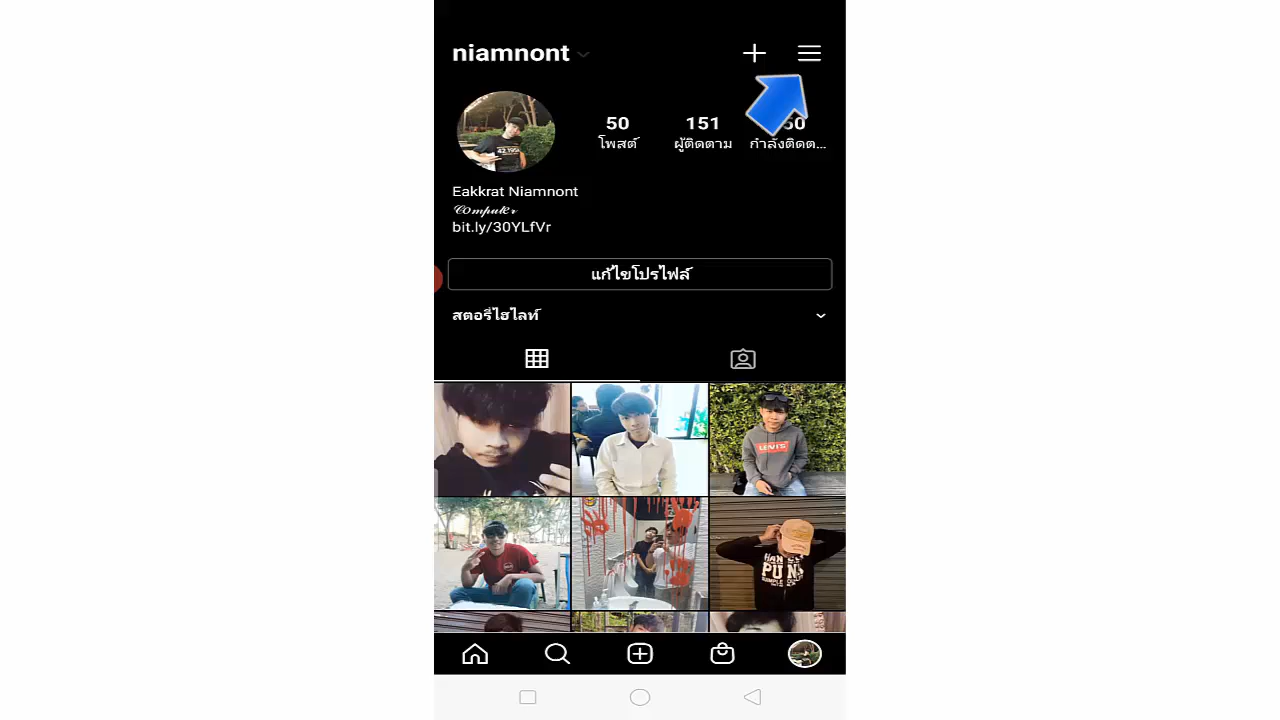 niamnont
50 151 50
โพสต์ ผู้ติดตาม กำลังติดต...
Eakkrat Niamnont
𝒞ℴ𝓂𝓅𝓊𝓉ℯ𝓇
bit.ly/30YLfVr
แก้ไขโปรไฟล์
สตอรี่ไฮไลท์
LEVI'S